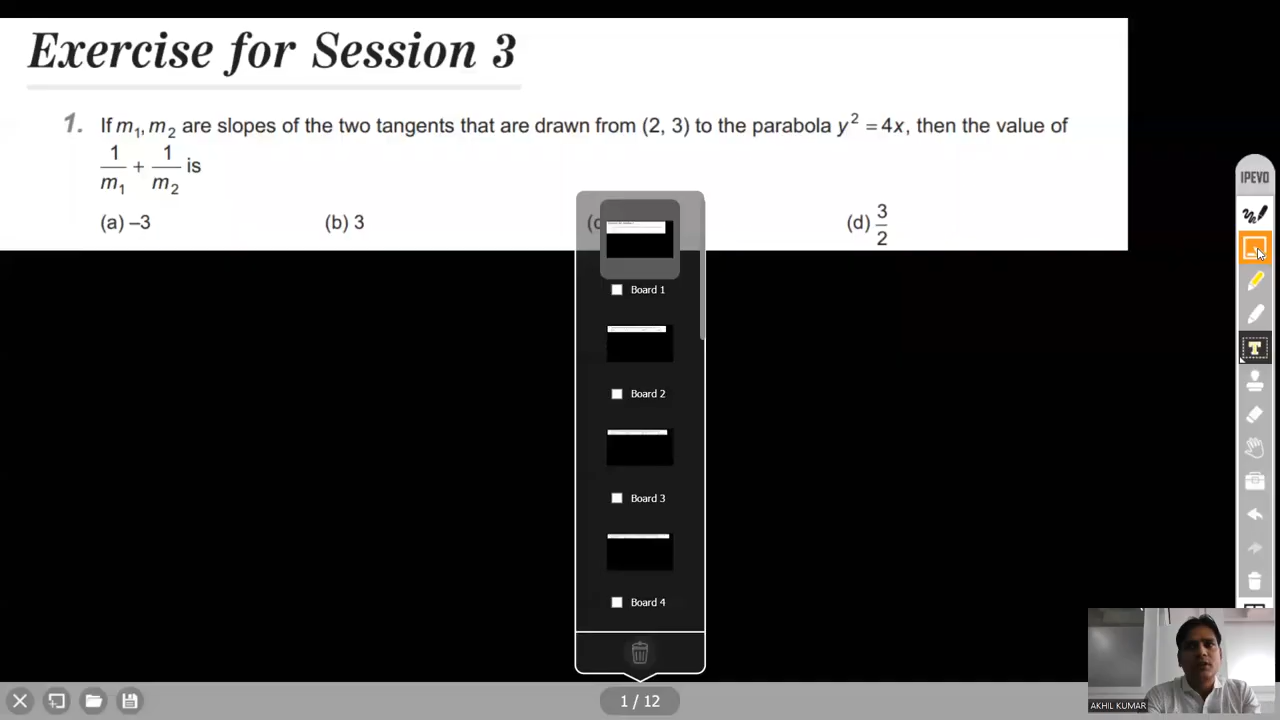 Exercise for Session 3
1. If m₁, m₂ are slopes of the two tangents that are drawn from (2, 3) to the parabola y² = 4x, then the value of
1/m₁ + 1/m₂ is
(a) –3 (b) 3 (d) 3/2
IPEVO
T
Board 1
Board 2
Board 3
Board 4
AKHIL KUMAR
1 / 12